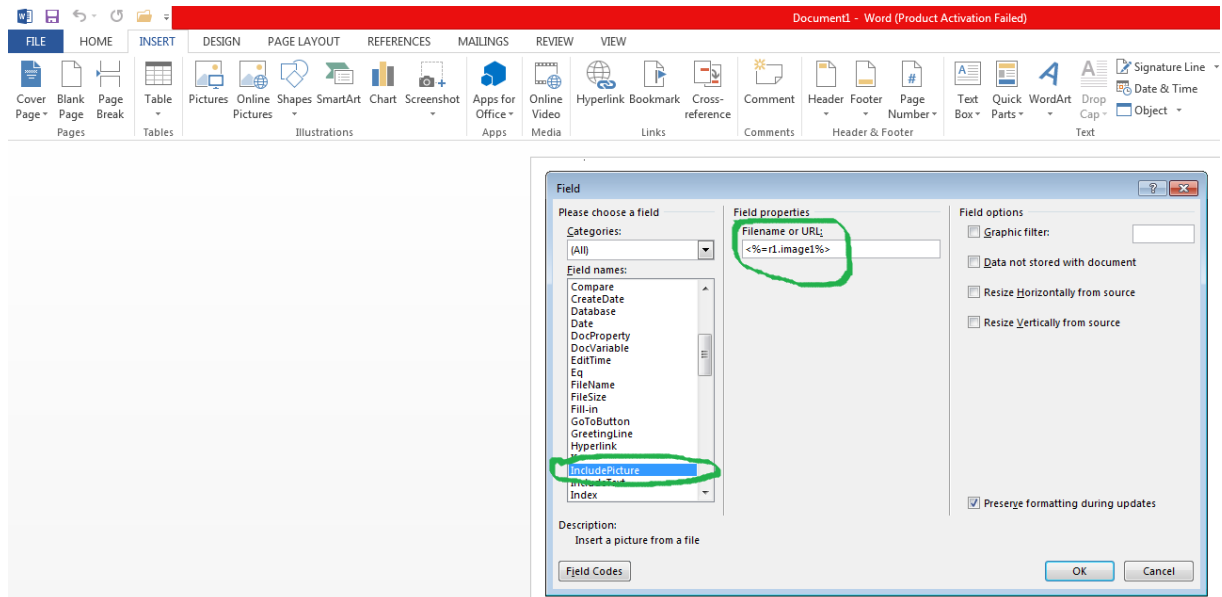 Document1 - Word (Product Activation Failed)
FILE HOME INSERT DESIGN PAGE LAYOUT REFERENCES MAILINGS REVIEW VIEW
Cover Page Blank Page Page Break Table Pictures Online Pictures Shapes SmartArt Chart Screenshot Apps for Office Online Video Hyperlink Bookmark Cross-reference Comment Header Footer Page Number Text Box Quick Parts WordArt Drop Cap
Signature Line
Date & Time
Object
Pages Tables Illustrations Apps Media Links Comments Header & Footer Text
Field
Please choose a field
Categories:
(All)
Field names:
Compare
CreateDate
Database
Date
DocProperty
DocVariable
EditTime
Eq
FileName
FileSize
Fill-in
GoToButton
GreetingLine
Hyperlink
IncludePicture
IncludeText
Index
Description:
Insert a picture from a file
Field Codes
Field properties
Filename or URL:
<%=r1.image1%>
Field options
Graphic filter:
Data not stored with document
Resize Horizontally from source
Resize Vertically from source
Preserve formatting during updates
OK Cancel